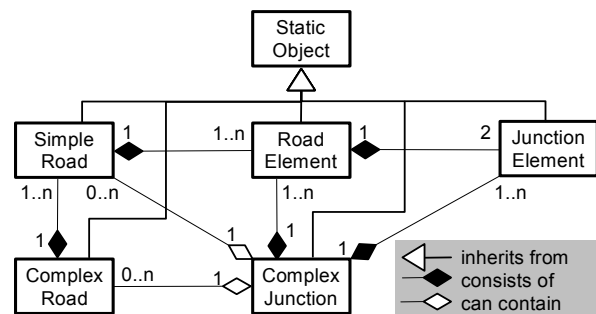 Static
Object
Simple
Road
1
1..n
Road
Element
1
2
Junction
Element
1..n
0..n
1..n
1..n
1
1
1
1
Complex
Road
0..n
1
Complex
Junction
inherits from
consists of
can contain